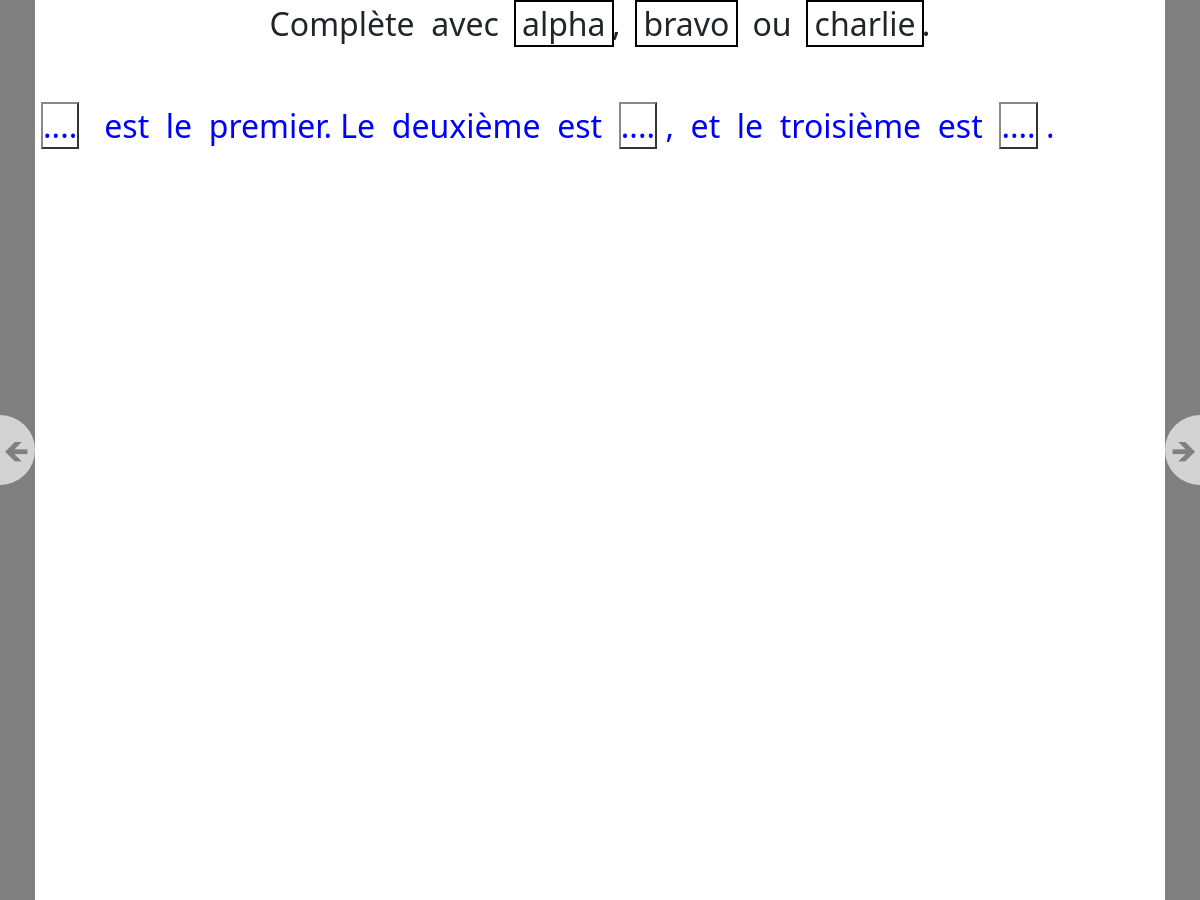 Complète avec alpha, bravo ou charlie.
.... est le premier. Le deuxième est .... , et le troisième est .... .